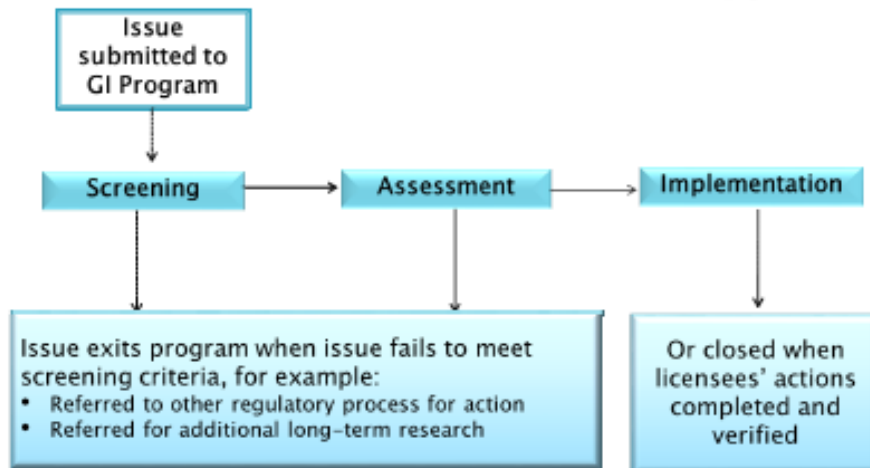 Issue
submitted to
GI Program
Screening
Assessment
Implementation
Issue exits program when issue fails to meet
screening criteria, for example:
• Referred to other regulatory process for action
• Referred for additional long-term research
Or closed when
licensees' actions
completed and
verified